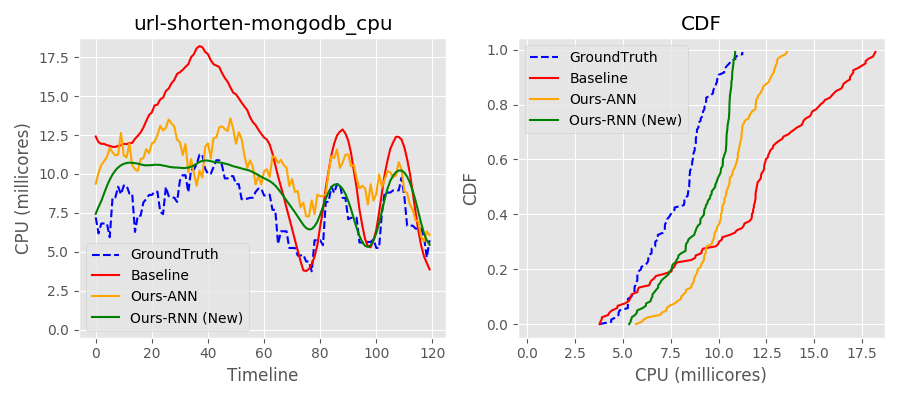 url-shorten-mongodb_cpu
CPU (millicores)
17.5
15.0
12.5
10.0
7.5
5.0
2.5
0.0
GroundTruth
Baseline
Ours-ANN
Ours-RNN (New)
0 20 40 60 80 100 120
Timeline
CDF
CDF
1.0
0.8
0.6
0.4
0.2
0.0
GroundTruth
Baseline
Ours-ANN
Ours-RNN (New)
0.0 2.5 5.0 7.5 10.0 12.5 15.0 17.5
CPU (millicores)